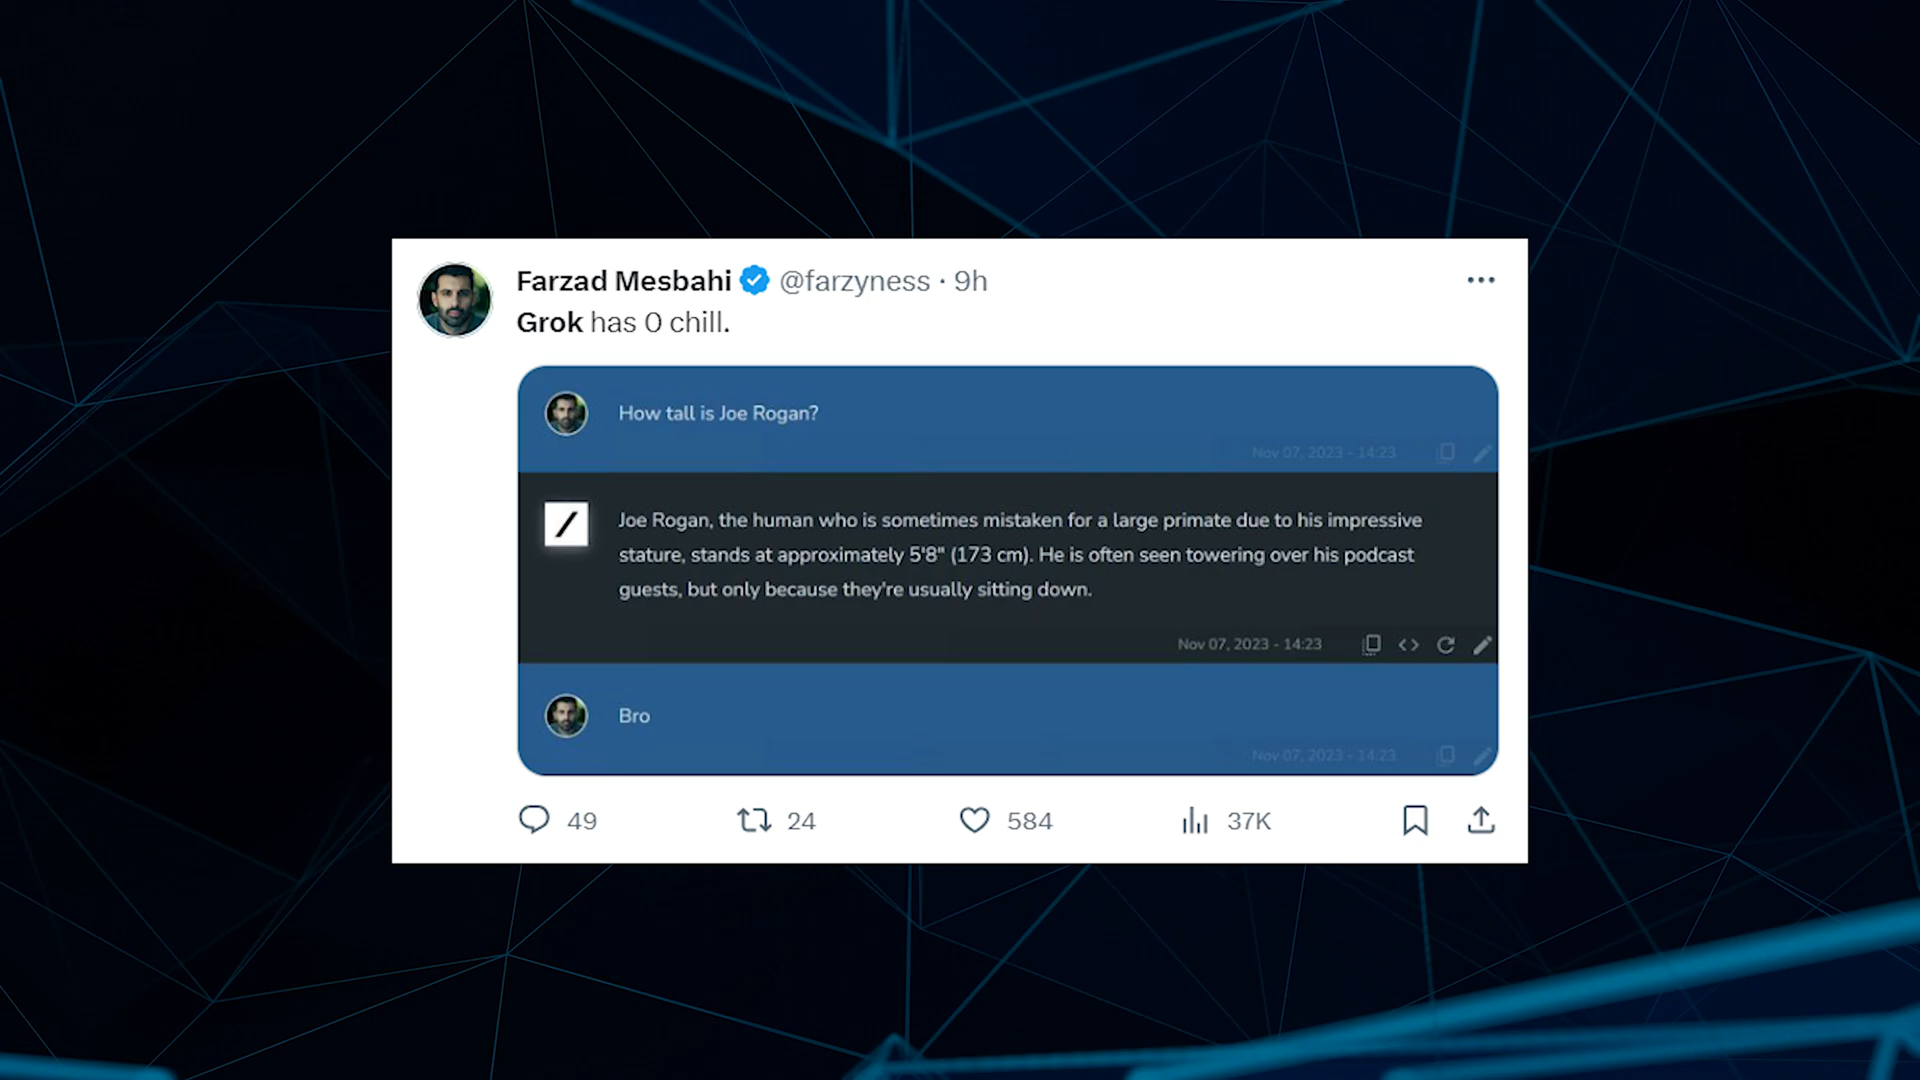 Farzad Mesbahi @farzyness · 9h
Grok has 0 chill.
How tall is Joe Rogan?
Nov 07, 2023 - 14:23
Joe Rogan, the human who is sometimes mistaken for a large primate due to his impressive
stature, stands at approximately 5'8" (173 cm). He is often seen towering over his podcast
guests, but only because they're usually sitting down.
Nov 07, 2023 - 14:23
Bro
Nov 07, 2023 - 14:23
49 24 584 37K